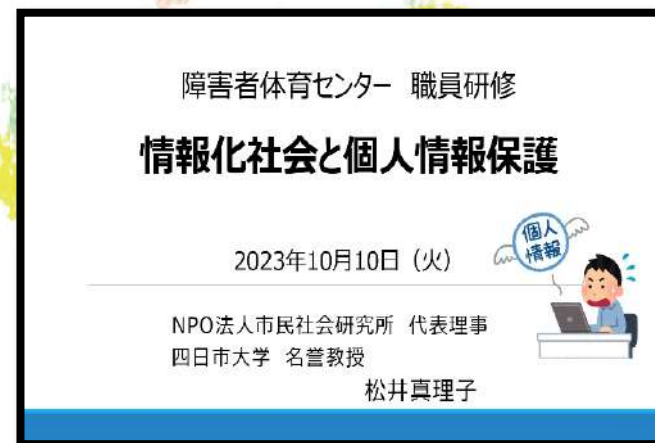 障害者体育センター 職員研修
情報化社会と個人情報保護
2023年10月10日（火）
個人
情報
NPO法人市民社会研究所 代表理事
四日市大学 名誉教授
松井真理子